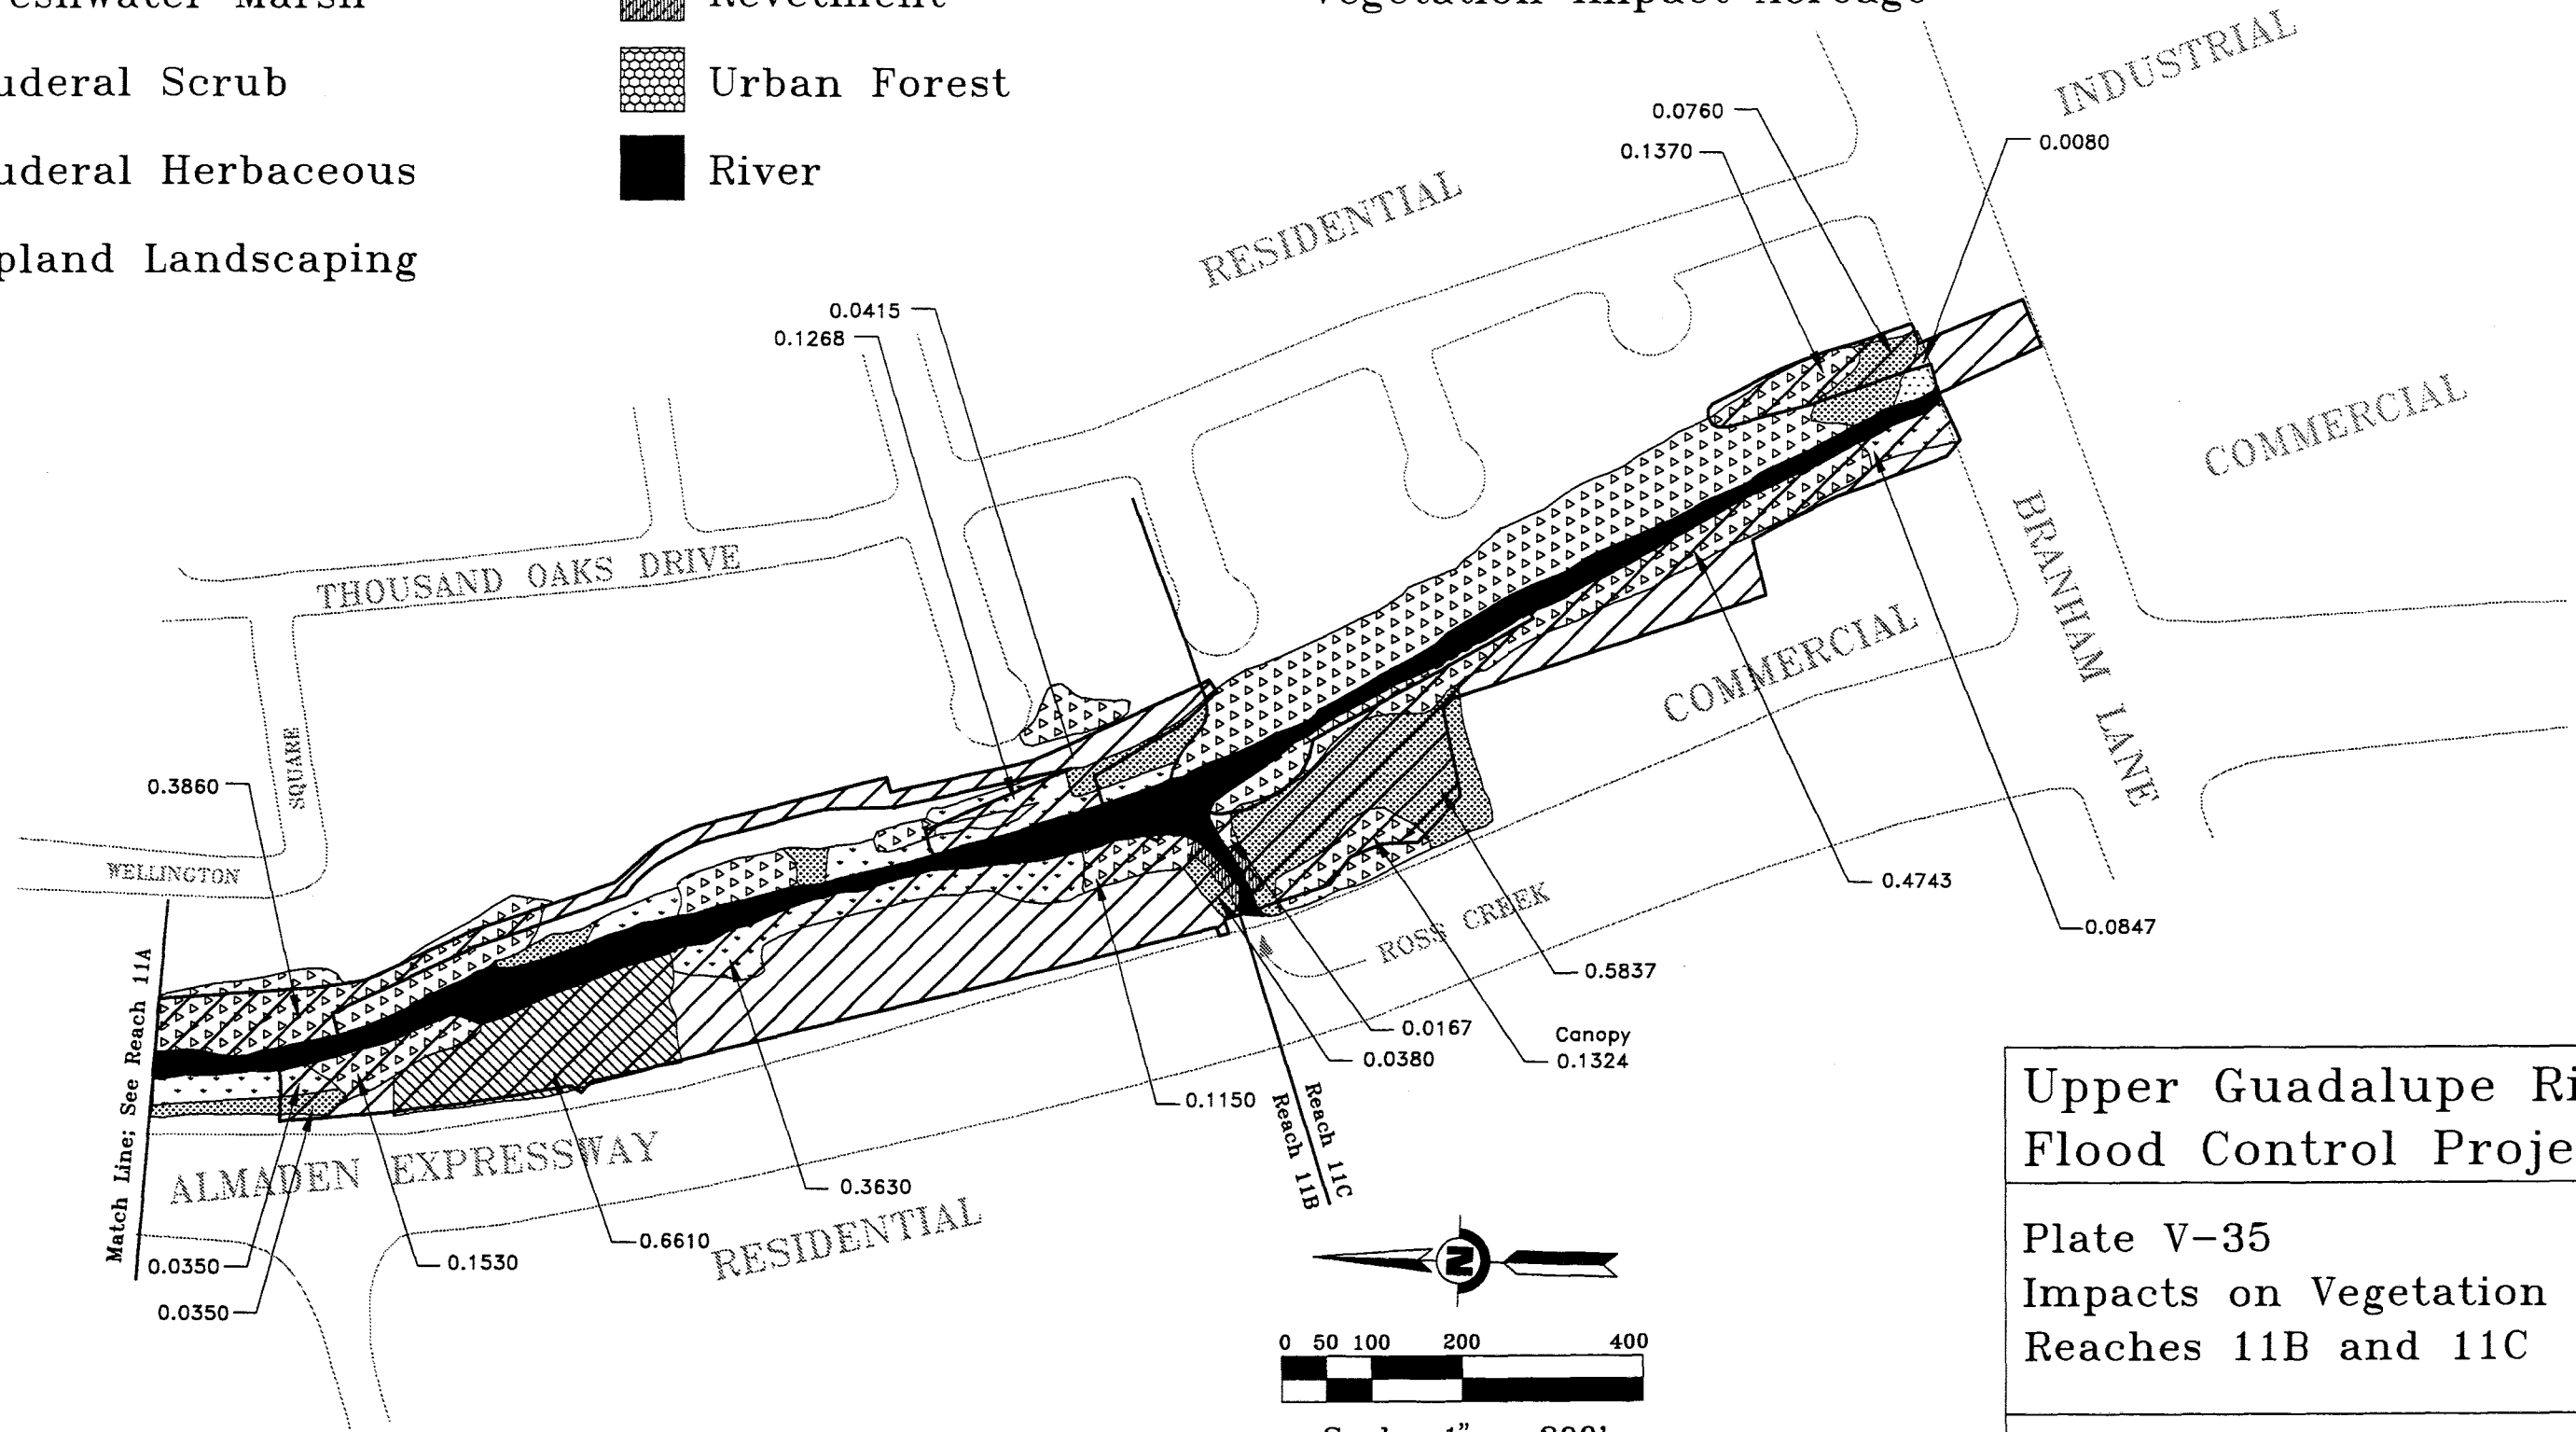 Revetment
Vegetation Impact Acreage
Scrub
Urban Forest
Herbaceous
River
Landscaping
INDUSTRIAL
0.0760
0.1370
0.0080
RESIDENTIAL
0.0415
0.1268
COMMERCIAL
THOUSAND OAKS DRIVE
BRANHAM LANE
COMMERCIAL
SQUARE
0.3860
WELLINGTON
0.4743
0.0847
ROSS CREEK
0.5837
Match Line; See Reach 11A
0.0167
0.0380
Canopy
0.1324
0.1150
Reach 11C
Reach 11B
ALMADEN EXPRESSWAY
0.3630
0.6610
RESIDENTIAL
0.0350
0.1530
0.0350
N
0 50 100 200 400
Upper Guadalupe Ri
Flood Control Proje
Plate V-35
Impacts on Vegetation
Reaches 11B and 11C